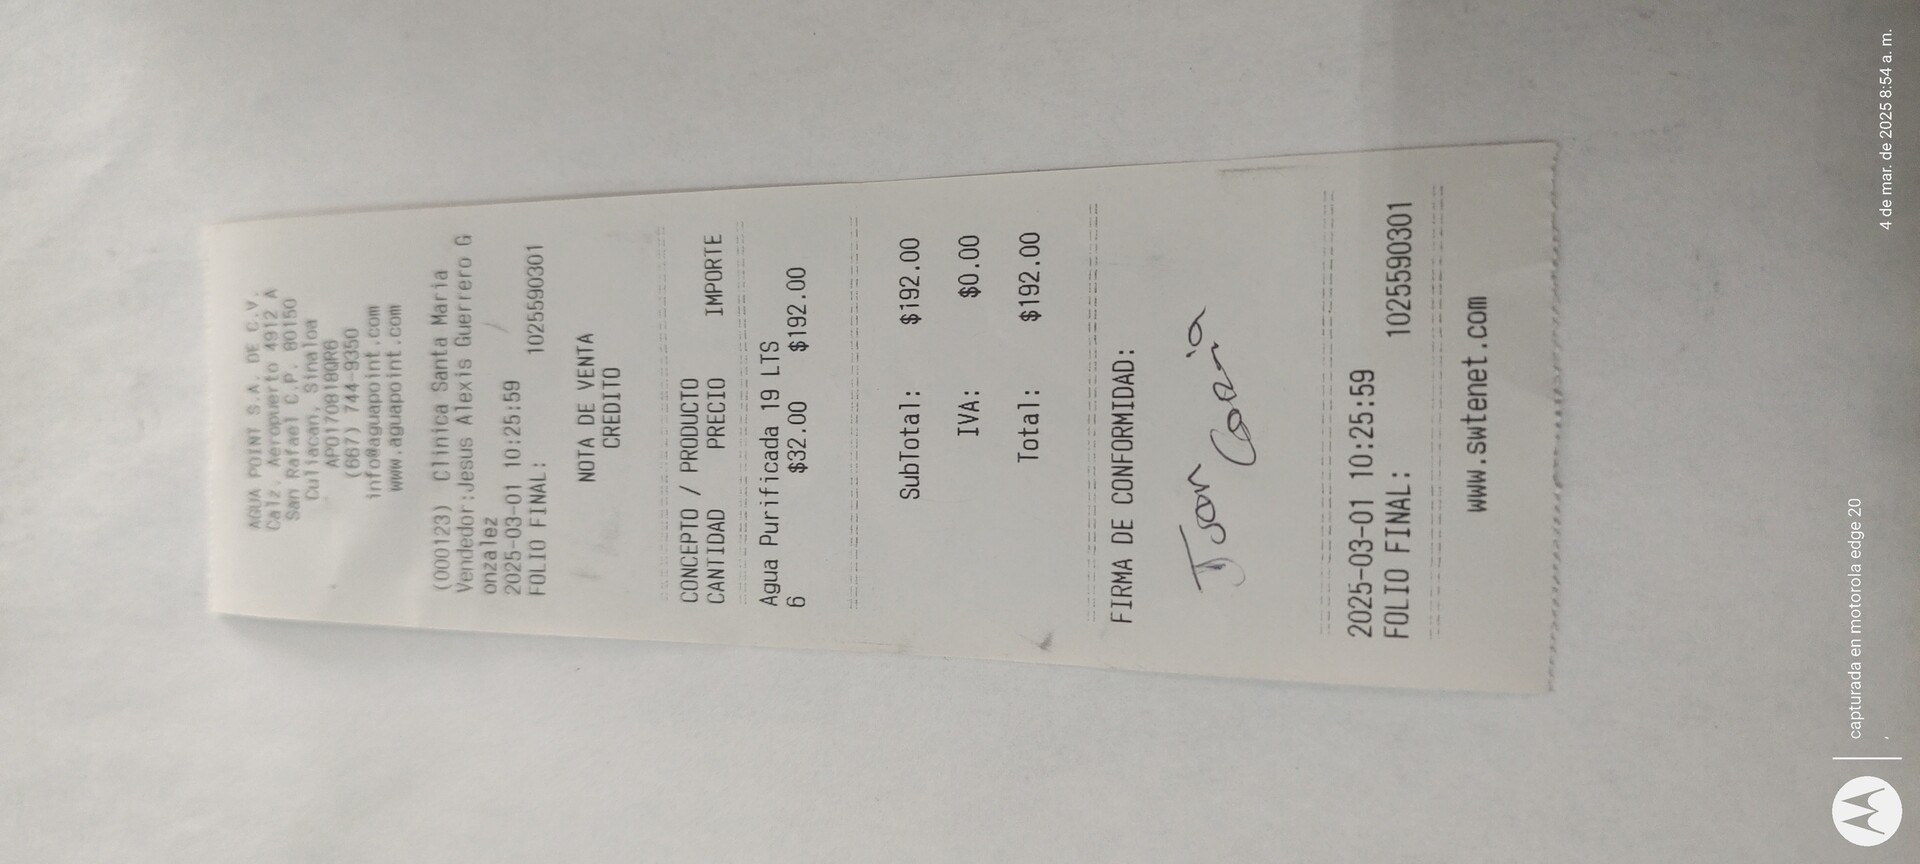 AGUA POINT S.A. DE C.V.
Calz. Aeropuerto 4912 A
San Rafael C.P. 80150
Culiacan, Sinaloa
APO170818QR6
(667) 744-9350
info@aguapoint.com
www.aguapoint.com
(000123) Clinica Santa Maria
Vendedor:Jesus Alexis Guerrero G
onzalez
2025-03-01 10:25:59
FOLIO FINAL: 1025590301
NOTA DE VENTA
CREDITO
CONCEPTO / PRODUCTO
CANTIDAD PRECIO IMPORTE
Agua Purificada 19 LTS
6 $32.00 $192.00
SubTotal: $192.00
IVA: $0.00
Total: $192.00
FIRMA DE CONFORMIDAD:
2025-03-01 10:25:59
FOLIO FINAL: 1025590301
www.swtenet.com
capturada en motorola edge 20
4 de mar. de 2025 8:54 a. m.